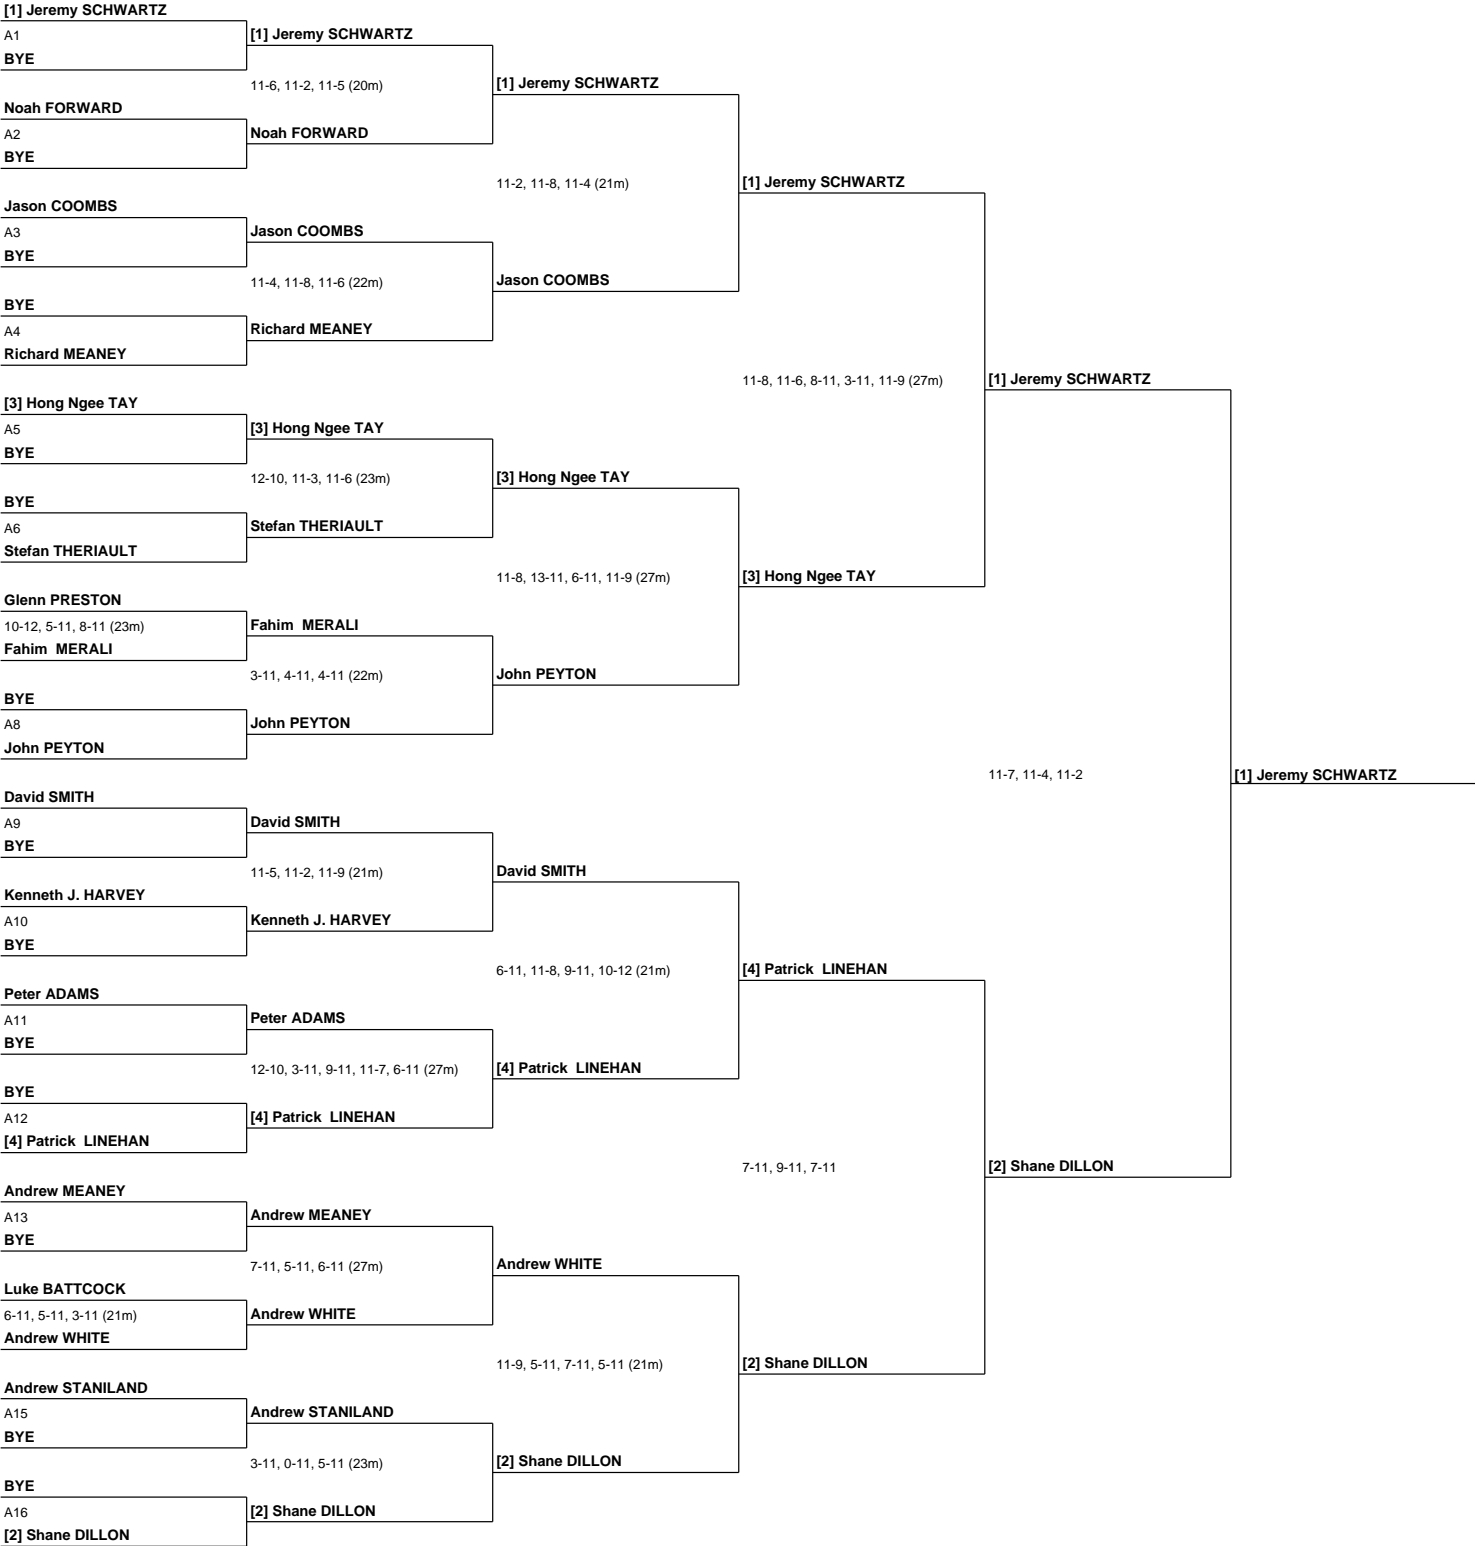 [1] Jeremy SCHWARTZ
A1
[1] Jeremy SCHWARTZ
BYE
11-6, 11-2, 11-5 (20m)
[1] Jeremy SCHWARTZ
Noah FORWARD
A2
Noah FORWARD
BYE
11-2, 11-8, 11-4 (21m)
[1] Jeremy SCHWARTZ
Jason COOMBS
A3
Jason COOMBS
BYE
11-4, 11-8, 11-6 (22m)
Jason COOMBS
BYE
A4
Richard MEANEY
Richard MEANEY
11-8, 11-6, 8-11, 3-11, 11-9 (27m)
[1] Jeremy SCHWARTZ
[3] Hong Ngee TAY
A5
[3] Hong Ngee TAY
BYE
12-10, 11-3, 11-6 (23m)
[3] Hong Ngee TAY
BYE
A6
Stefan THERIAULT
Stefan THERIAULT
11-8, 13-11, 6-11, 11-9 (27m)
[3] Hong Ngee TAY
Glenn PRESTON
10-12, 5-11, 8-11 (23m)
Fahim MERALI
Fahim MERALI
3-11, 4-11, 4-11 (22m)
John PEYTON
BYE
A8
John PEYTON
John PEYTON
11-7, 11-4, 11-2
[1] Jeremy SCHWARTZ
David SMITH
A9
David SMITH
BYE
11-5, 11-2, 11-9 (21m)
David SMITH
Kenneth J. HARVEY
A10
Kenneth J. HARVEY
BYE
6-11, 11-8, 9-11, 10-12 (21m)
[4] Patrick LINEHAN
Peter ADAMS
A11
Peter ADAMS
BYE
12-10, 3-11, 9-11, 11-7, 6-11 (27m)
[4] Patrick LINEHAN
BYE
A12
[4] Patrick LINEHAN
[4] Patrick LINEHAN
7-11, 9-11, 7-11
[2] Shane DILLON
Andrew MEANEY
A13
Andrew MEANEY
BYE
7-11, 5-11, 6-11 (27m)
Andrew WHITE
Luke BATTCOCK
6-11, 5-11, 3-11 (21m)
Andrew WHITE
Andrew WHITE
11-9, 5-11, 7-11, 5-11 (21m)
[2] Shane DILLON
Andrew STANILAND
A15
Andrew STANILAND
BYE
3-11, 0-11, 5-11 (23m)
[2] Shane DILLON
BYE
A16
[2] Shane DILLON
[2] Shane DILLON